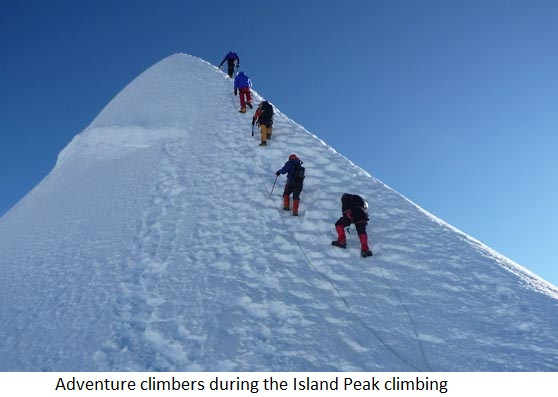 Adventure climbers during the Island Peak climbing